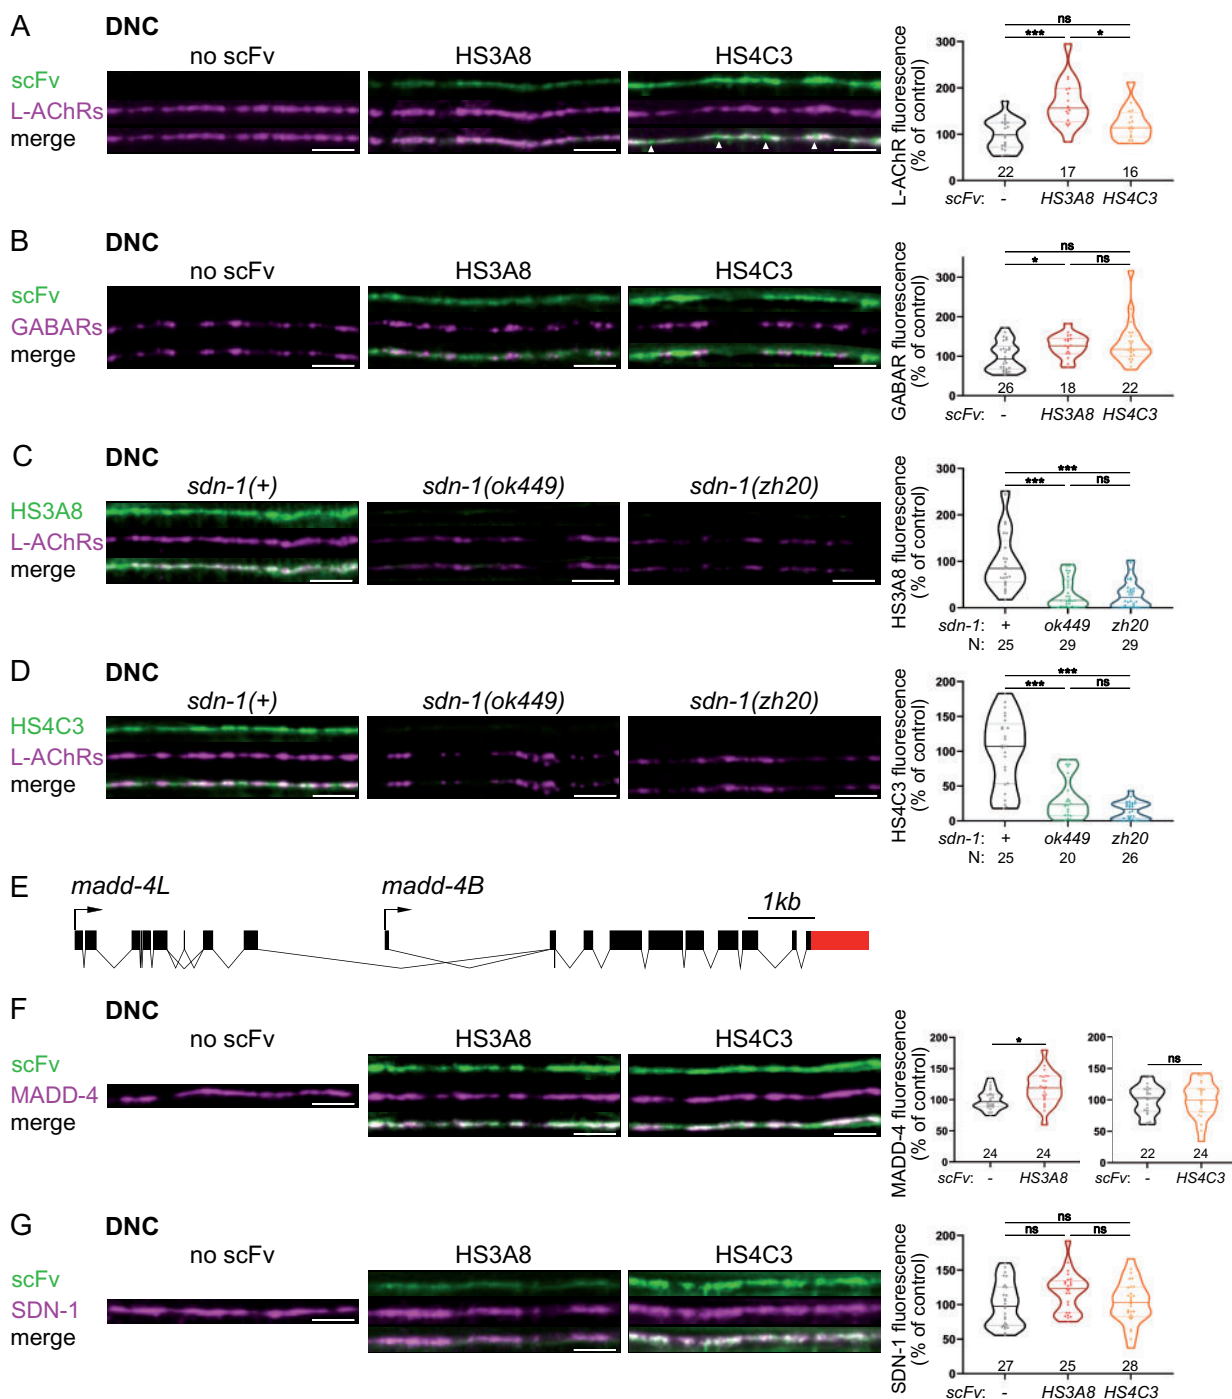 A
DNC
no scFv
HS3A8
HS4C3
scFv
L-AChRs
merge
L-AChR fluorescence
(% of control)
300
200
100
0
ns
***
*
22
17
16
scFv:
-
HS3A8
HS4C3
B
DNC
no scFv
HS3A8
HS4C3
scFv
GABARs
merge
GABAR fluorescence
(% of control)
300
200
100
0
ns
*
ns
26
18
22
scFv:
-
HS3A8
HS4C3
C
DNC
sdn-1(+)
sdn-1(ok449)
sdn-1(zh20)
HS3A8
L-AChRs
merge
HS3A8 fluorescence
(% of control)
300
200
100
0
***
***
ns
sdn-1:
+
ok449
zh20
N:
25
29
29
D
DNC
sdn-1(+)
sdn-1(ok449)
sdn-1(zh20)
HS4C3
L-AChRs
merge
HS4C3 fluorescence
(% of control)
200
150
100
50
0
***
***
ns
sdn-1:
+
ok449
zh20
N:
25
20
26
E
madd-4L
madd-4B
1kb
F
DNC
no scFv
HS3A8
HS4C3
scFv
MADD-4
merge
MADD-4 fluorescence
(% of control)
200
150
100
50
0
*
24
24
scFv:
-
HS3A8
200
150
100
50
0
ns
22
24
scFv:
-
HS4C3
G
DNC
no scFv
HS3A8
HS4C3
scFv
SDN-1
merge
SDN-1 fluorescence
(% of control)
200
150
100
50
0
ns
ns
ns
27
25
28
scFv:
-
HS3A8
HS4C3